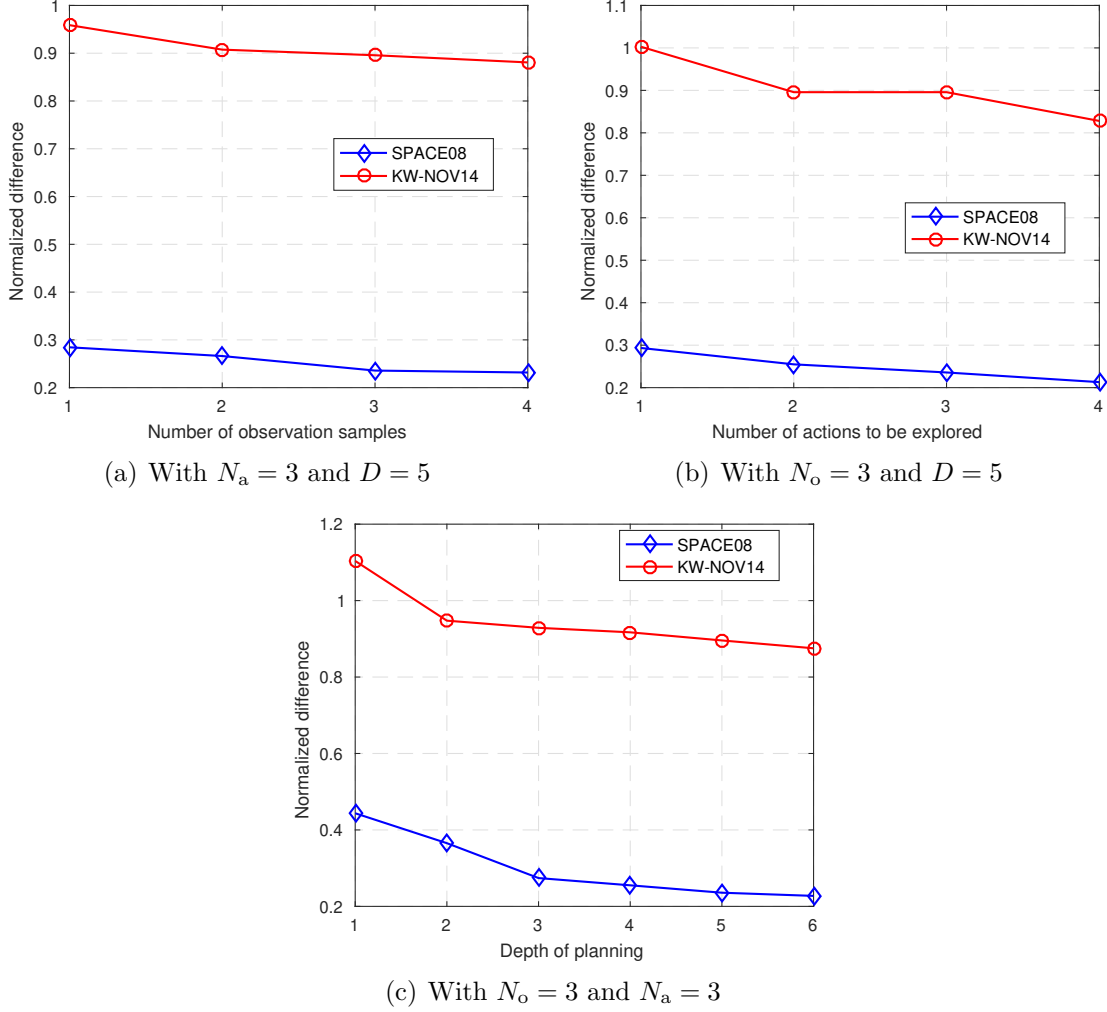 1
0.9
0.8
0.7
0.6
0.5
0.4
0.3
0.2
Normalized difference
SPACE08
KW-NOV14
1 2 3 4
Number of observation samples
(a) With N_a = 3 and D = 5
1.1
1
0.9
0.8
0.7
0.6
0.5
0.4
0.3
0.2
Normalized difference
SPACE08
KW-NOV14
1 2 3 4
Number of actions to be explored
(b) With N_o = 3 and D = 5
1.2
1
0.8
0.6
0.4
0.2
Normalized difference
SPACE08
KW-NOV14
1 2 3 4 5 6
Depth of planning
(c) With N_o = 3 and N_a = 3